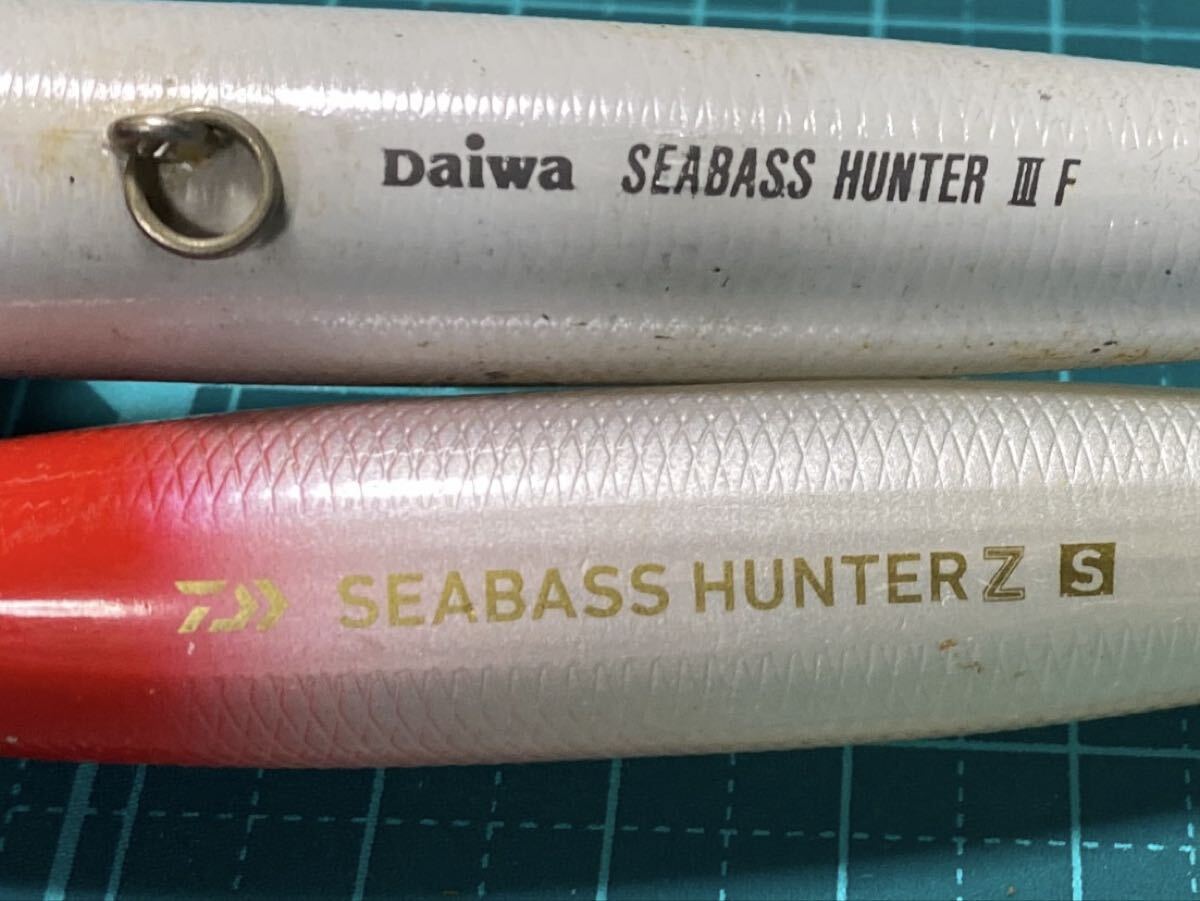 Daiwa SEABASS HUNTER III F
SEABASS HUNTER Z S